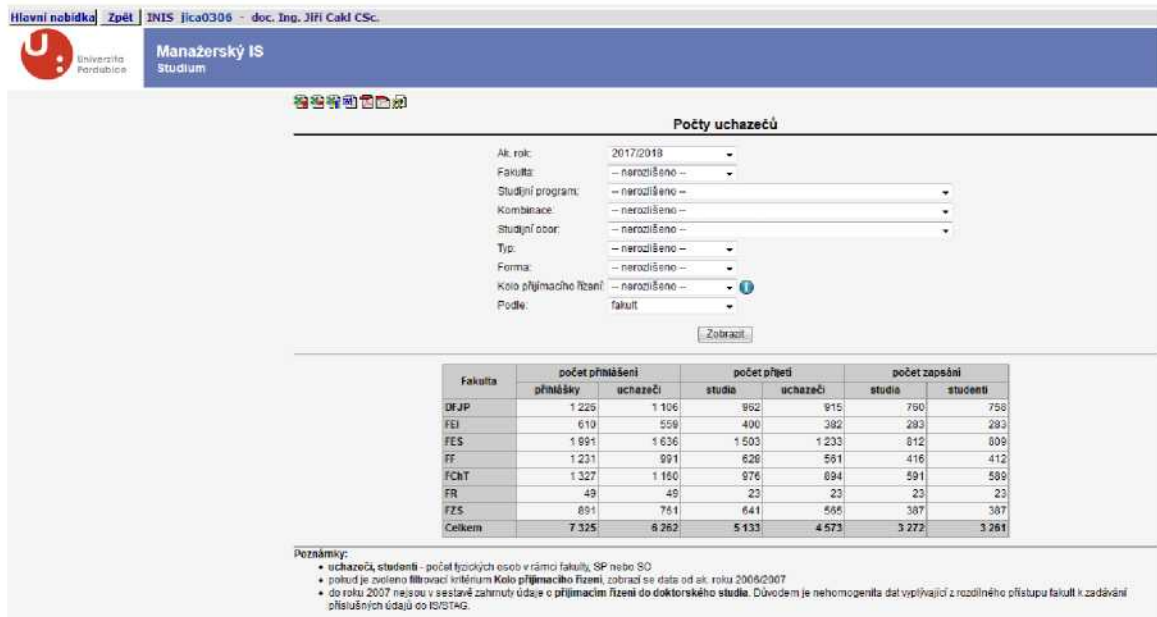 Hlavní nabídka Zpět INIS jica0306 - doc. Ing. Jiří Cakl CSc.
Univerzita
Pardubice
Manažerský IS
Studium
Počty uchazečů
Ak. rok: 2017/2018
Fakulta: -- nerozlišeno --
Studijní program: -- nerozlišeno --
Kombinace: -- nerozlišeno --
Studijní obor: -- nerozlišeno --
Typ: -- nerozlišeno --
Forma: -- nerozlišeno --
Kolo přijímacího řízení: -- nerozlišeno --
Podle: fakult
Zobrazit
Fakulta počet přihlášení počet přijetí počet zapsání
přihlášky uchazeči studia uchazeči studia studenti
DFJP 1 226 1 106 962 915 760 758
FEI 610 559 400 382 283 283
FES 1 991 1 636 1 503 1 233 812 809
FF 1 231 991 628 561 416 412
FChT 1 327 1 160 976 894 591 589
FR 49 49 23 23 23 23
FZS 891 761 641 565 387 387
Celkem 7 325 6 262 5 133 4 573 3 272 3 261
Poznámky:
• uchazeči, studenti - počet fyzických osob v rámci fakulty, SP nebo SO
• pokud je zvoleno filtrovací kritérium Kolo přijímacího řízení, zobrazí se data od ak. roku 2006/2007
• do roku 2007 nejsou v sestavě zahrnuty údaje o přijímacím řízení do doktorského studia. Důvodem je nehomogenita dat vyplývající z rozdílného přístupu fakult k zadávání
příslušných údajů do IS/STAG.